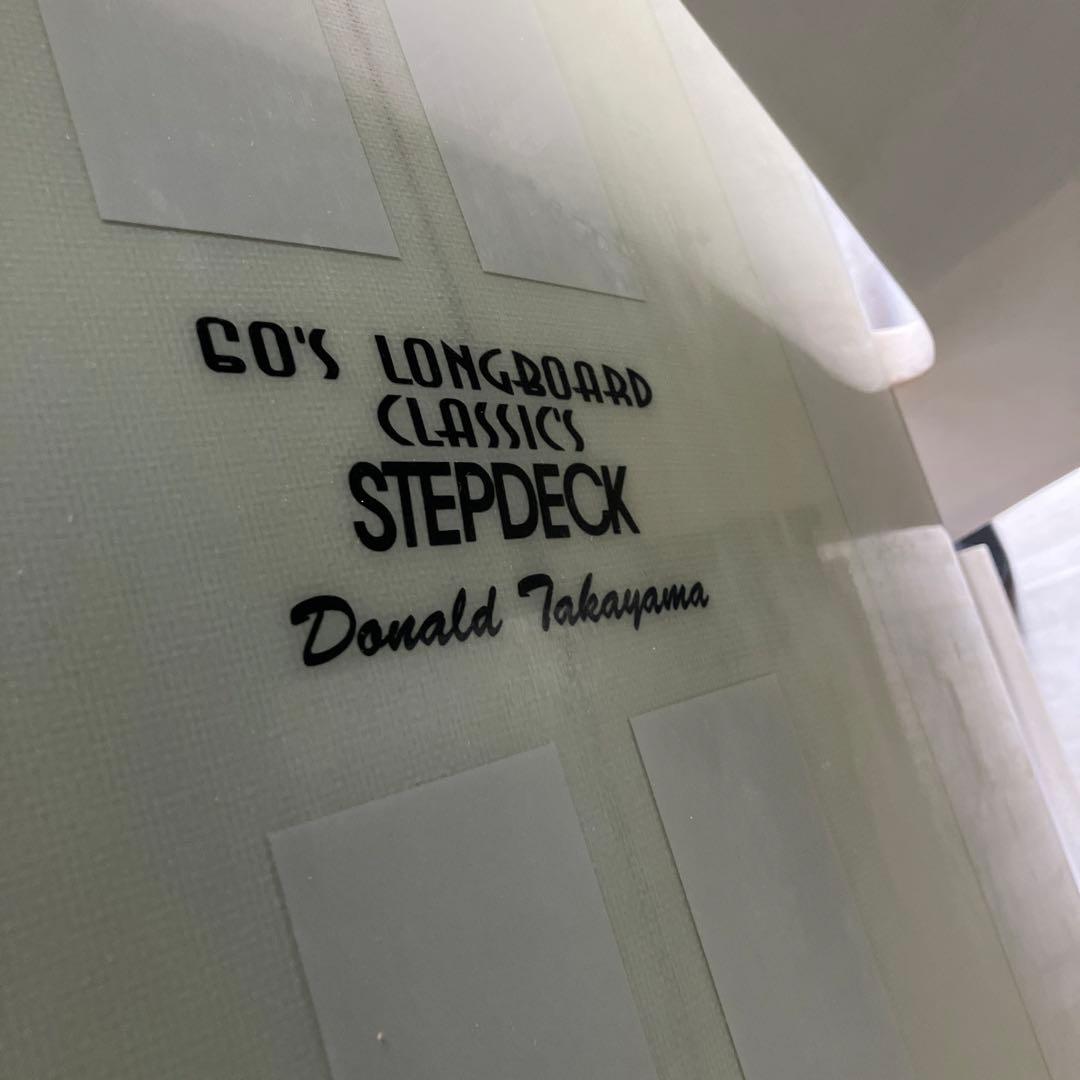 60'S LONGBOARD
CLASSIC'S
STEPDECK
Donald Takayama